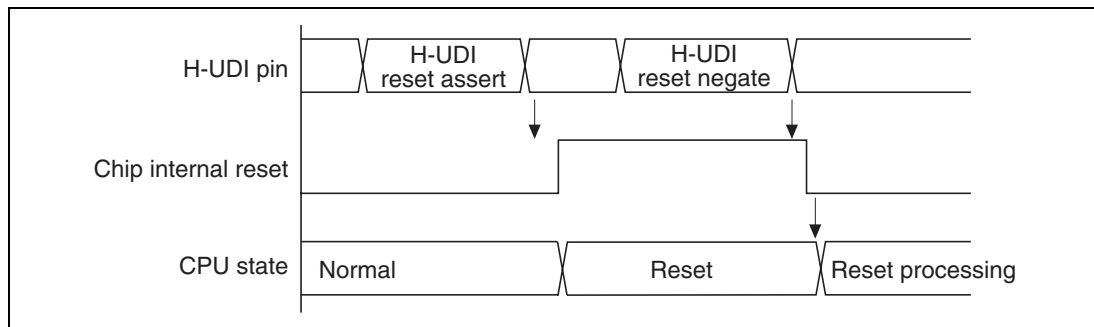 H-UDI pin
H-UDI
reset assert
H-UDI
reset negate
Chip internal reset
CPU state
Normal
Reset
Reset processing